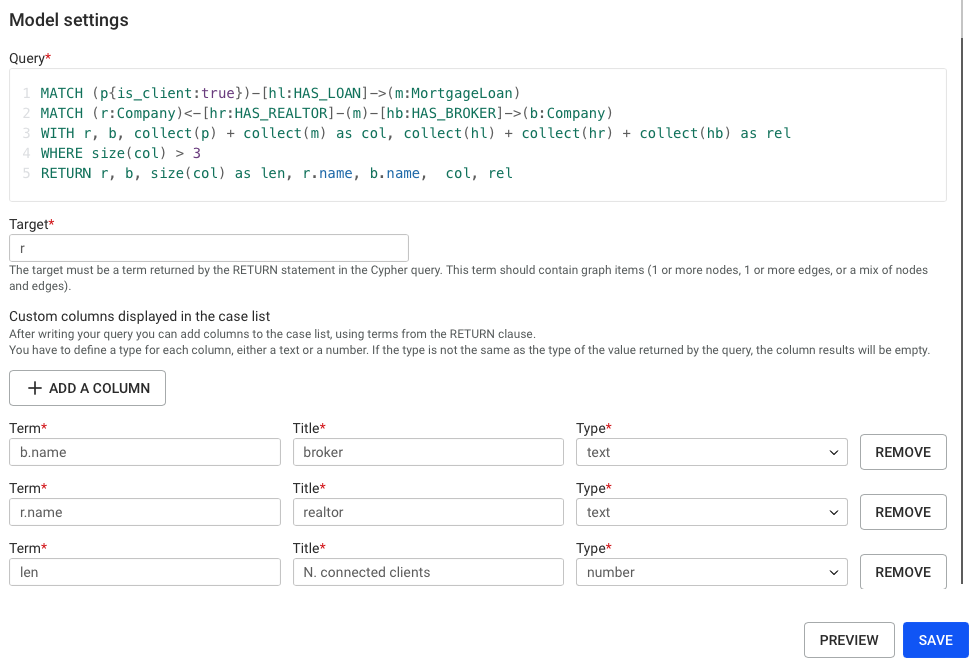 Model settings
Query*
1 MATCH (p{is_client:true})-[hl:HAS_LOAN]->(m:MortgageLoan)
2 MATCH (r:Company)<-[hr:HAS_REALTOR]-(m)-[hb:HAS_BROKER]->(b:Company)
3 WITH r, b, collect(p) + collect(m) as col, collect(hl) + collect(hr) + collect(hb) as rel
4 WHERE size(col) > 3
5 RETURN r, b, size(col) as len, r.name, b.name,  col, rel
Target*
r
The target must be a term returned by the RETURN statement in the Cypher query. This term should contain graph items (1 or more nodes, 1 or more edges, or a mix of nodes
and edges).
Custom columns displayed in the case list
After writing your query you can add columns to the case list, using terms from the RETURN clause.
You have to define a type for each column, either a text or a number. If the type is not the same as the type of the value returned by the query, the column results will be empty.
+ ADD A COLUMN
Term* Title* Type*
b.name broker text REMOVE
Term* Title* Type*
r.name realtor text REMOVE
Term* Title* Type*
len N. connected clients number REMOVE
PREVIEW SAVE